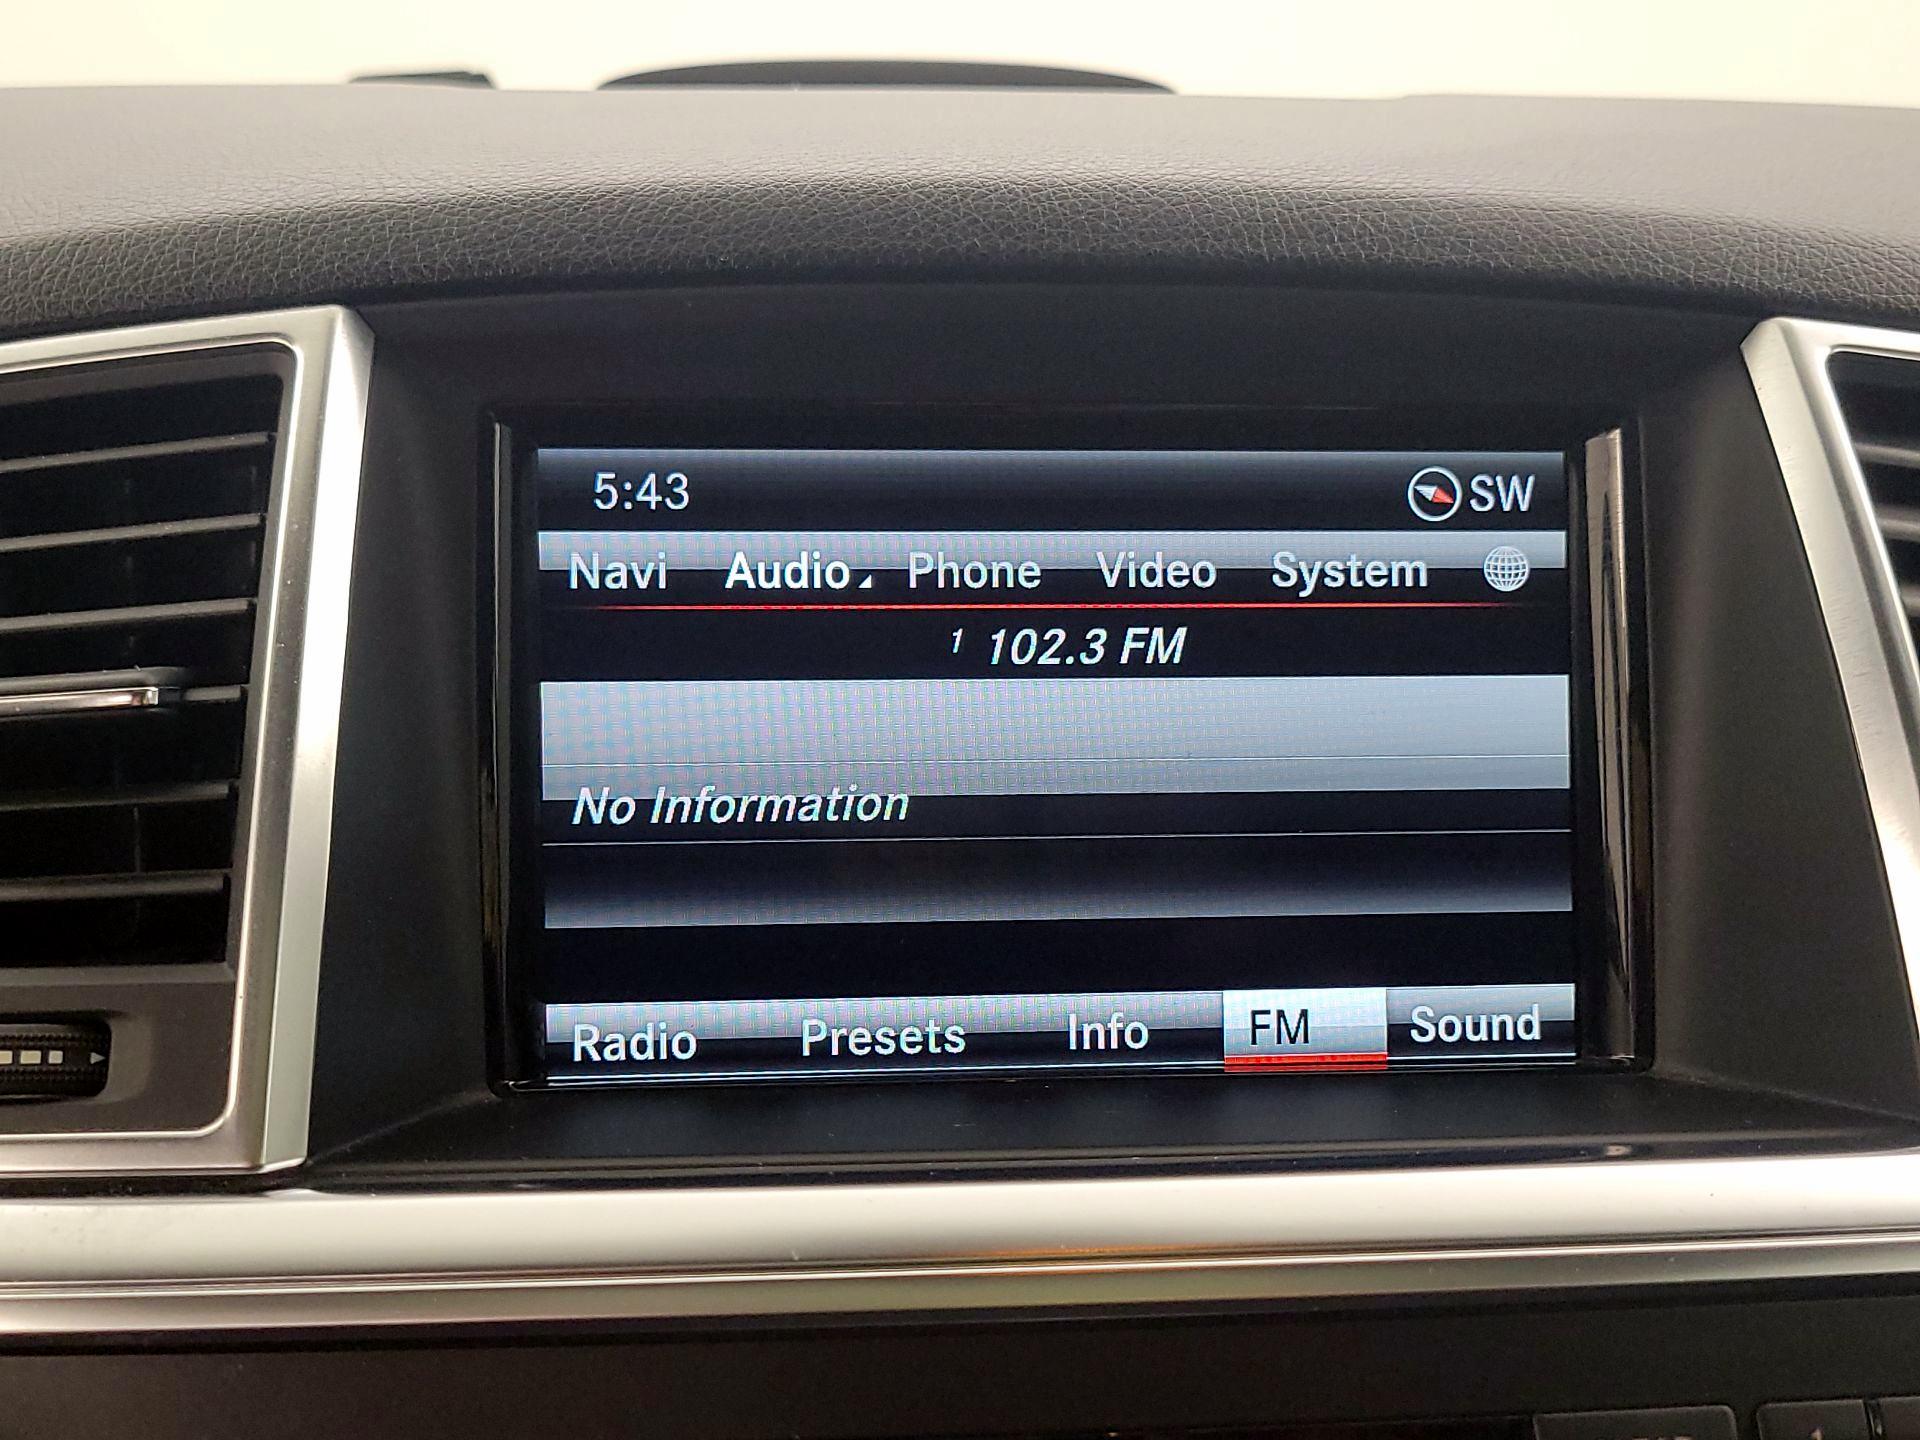 5:43 SW
Navi Audio Phone Video System
1 102.3 FM
No Information
Radio Presets Info FM Sound